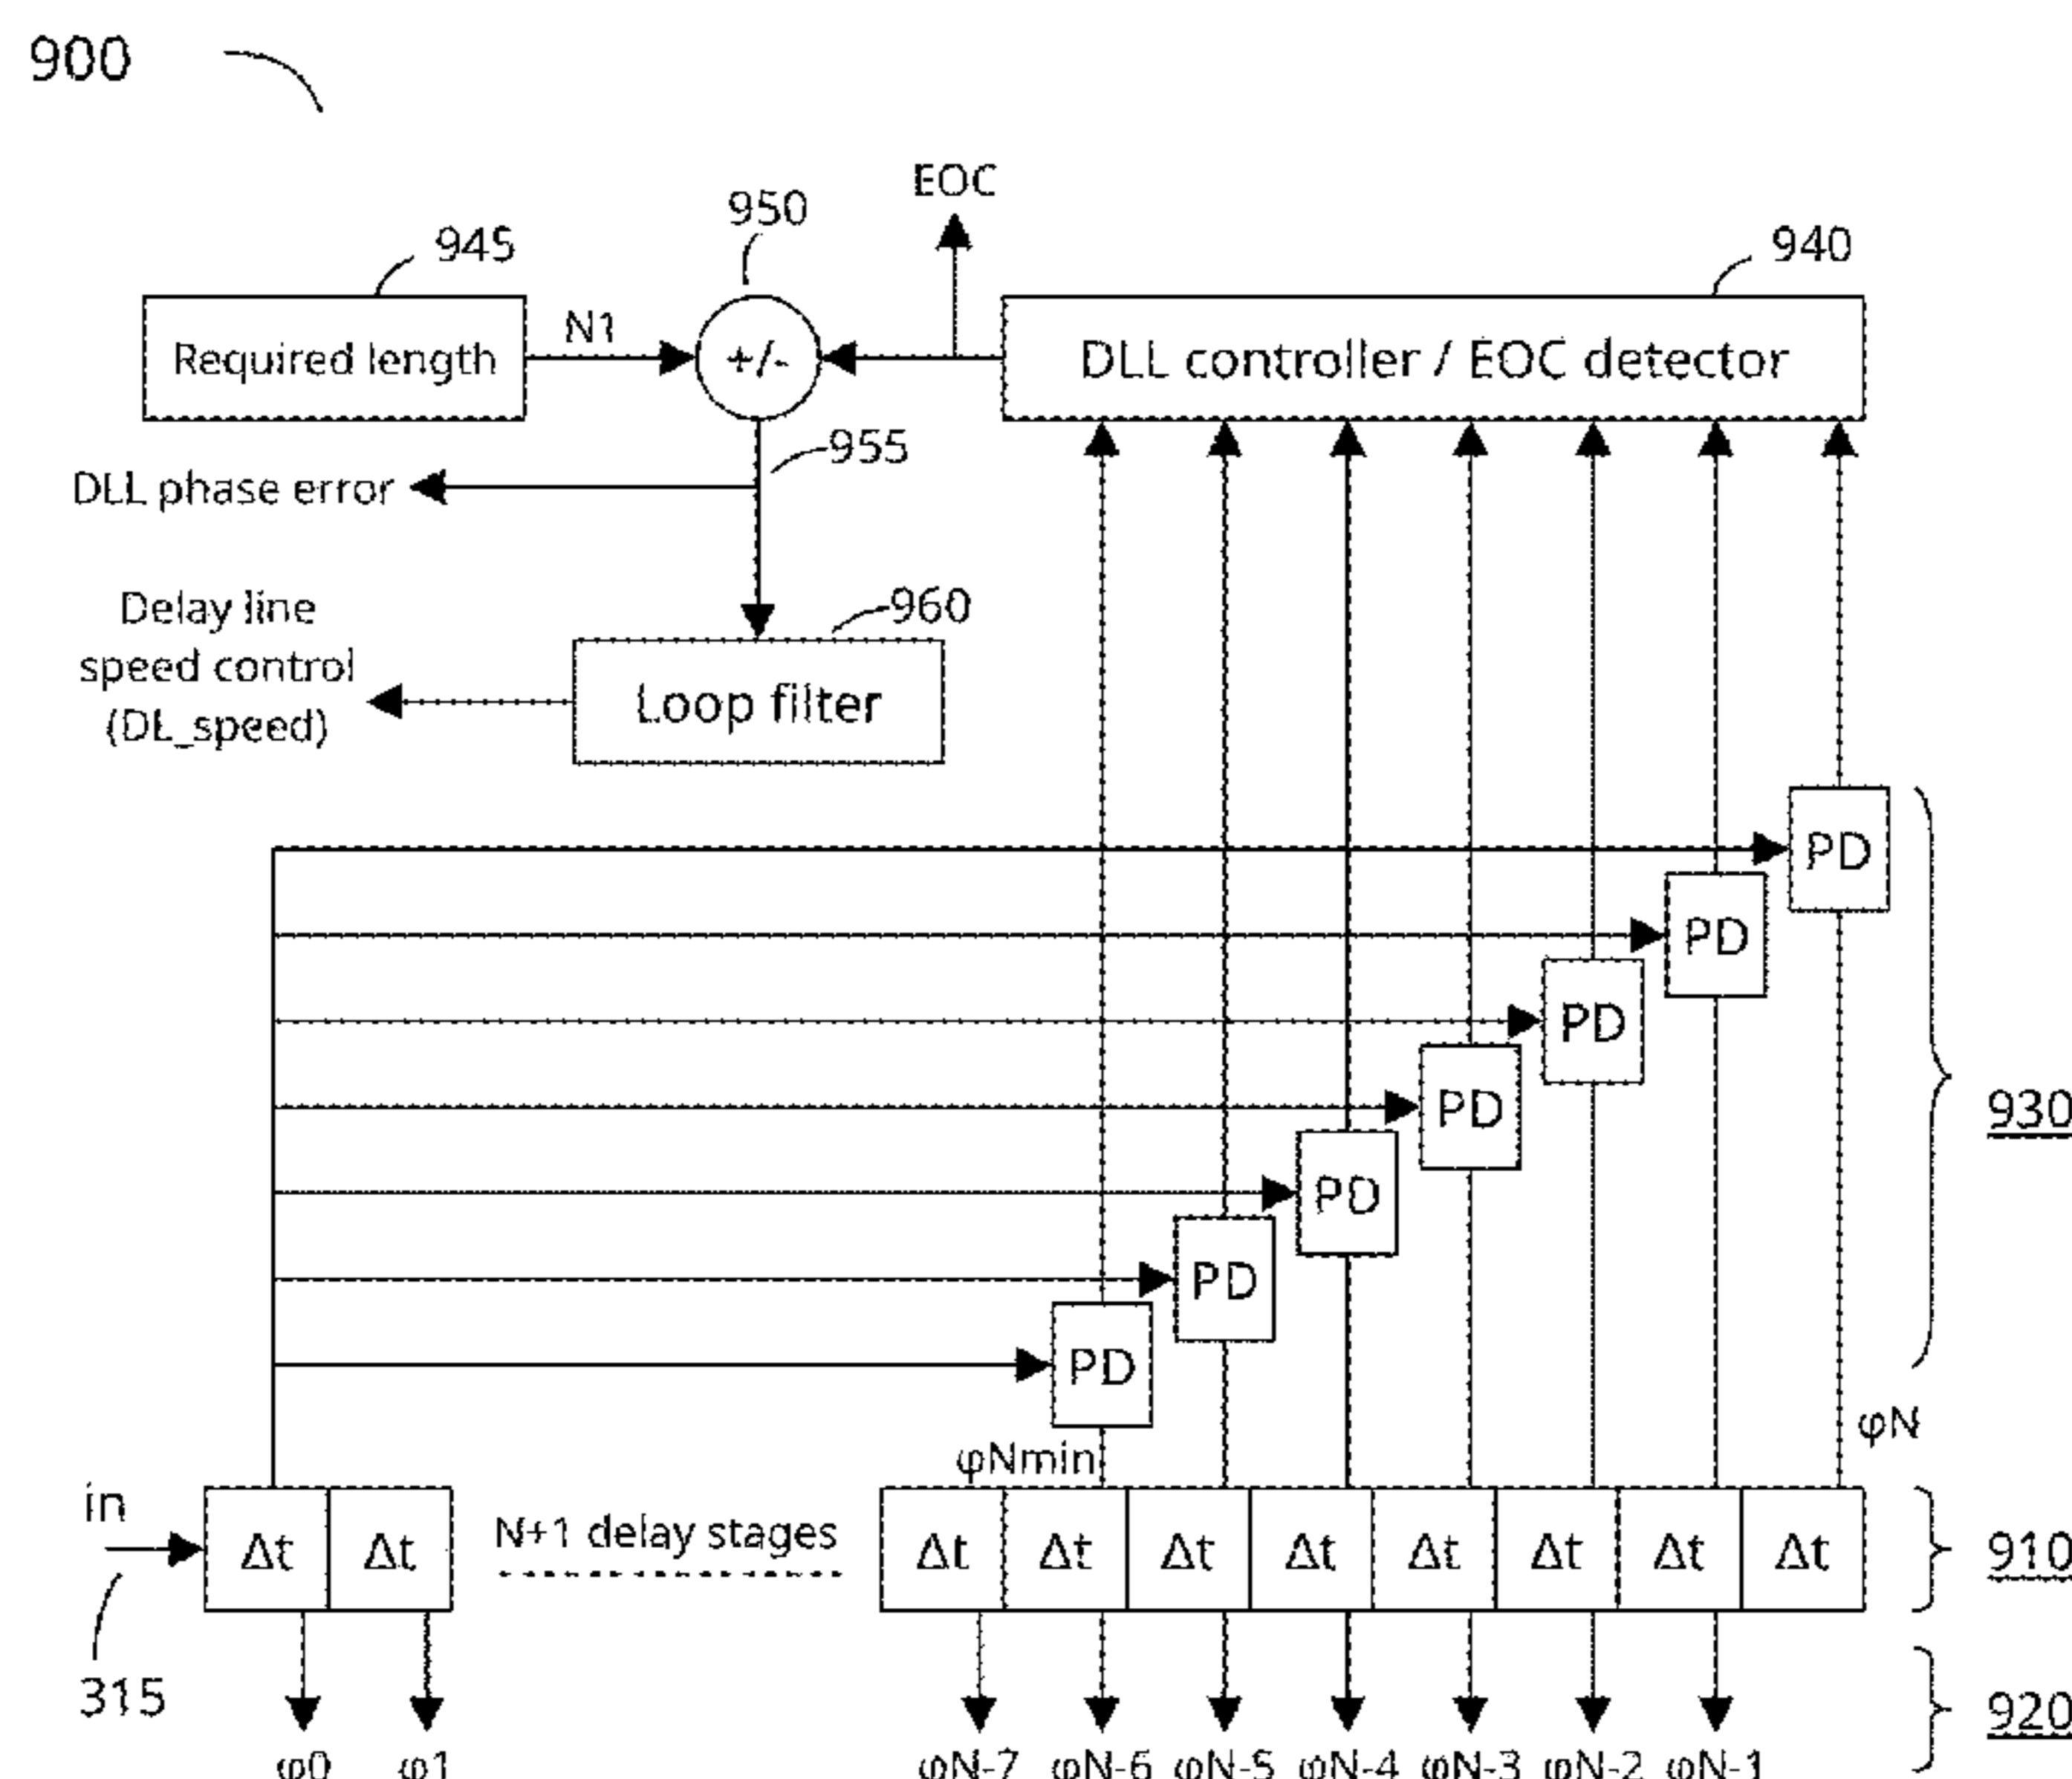 900
EOC
950
945
940
Required length
N1
+/-
DLL controller / EOC detector
955
DLL phase error
Delay line
speed control
(DL_speed)
960
Loop filter
PD
PD
PD
PD
930
PD
PD
PD
φN
φNmin
in
Δt Δt
N+1 delay stages
Δt Δt Δt Δt Δt Δt Δt Δt
910
315
920
φ0 φ1 φN-7 φN-6 φN-5 φN-4 φN-3 φN-2 φN-1